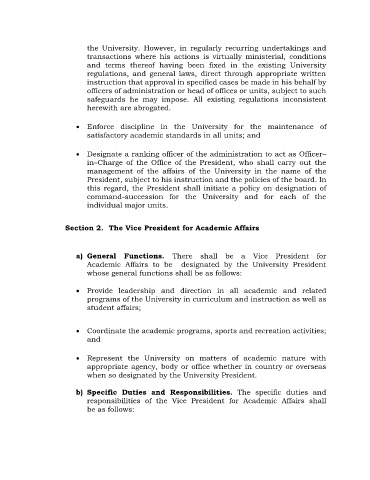 the University. However, in regularly recurring undertakings and
transactions where his actions is virtually ministerial, conditions
and terms thereof having been fixed in the existing University
regulations, and general laws, direct through appropriate written
instruction that approval in specified cases be made in his behalf by
officers of administration or head of offices or units, subject to such
safeguards he may impose. All existing regulations inconsistent
herewith are abrogated.
• Enforce discipline in the University for the maintenance of
satisfactory academic standards in all units; and
• Designate a ranking officer of the administration to act as Officer–
in–Charge of the Office of the President, who shall carry out the
management of the affairs of the University in the name of the
President, subject to his instruction and the policies of the board. In
this regard, the President shall initiate a policy on designation of
command-succession for the University and for each of the
individual major units.
Section 2. The Vice President for Academic Affairs
a) General Functions. There shall be a Vice President for
Academic Affairs to be designated by the University President
whose general functions shall be as follows:
• Provide leadership and direction in all academic and related
programs of the University in curriculum and instruction as well as
student affairs;
• Coordinate the academic programs, sports and recreation activities;
and
• Represent the University on matters of academic nature with
appropriate agency, body or office whether in country or overseas
when so designated by the University President.
b) Specific Duties and Responsibilities. The specific duties and
responsibilities of the Vice President for Academic Affairs shall
be as follows: